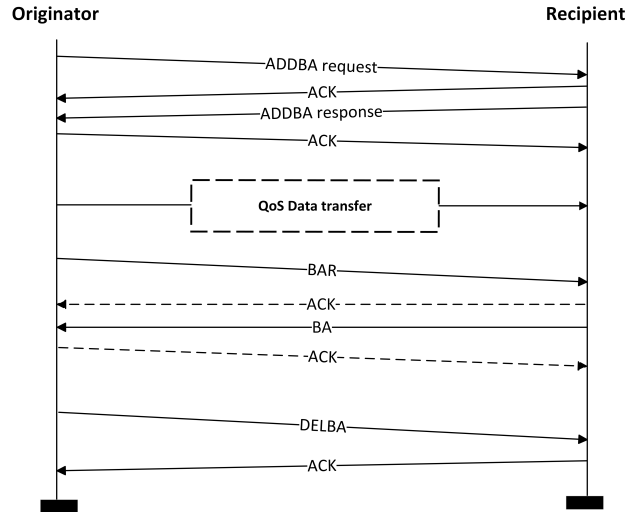 Originator
Recipient
ADDBA request
ACK
ADDBA response
ACK
QoS Data transfer
BAR
ACK
BA
ACK
DELBA
ACK